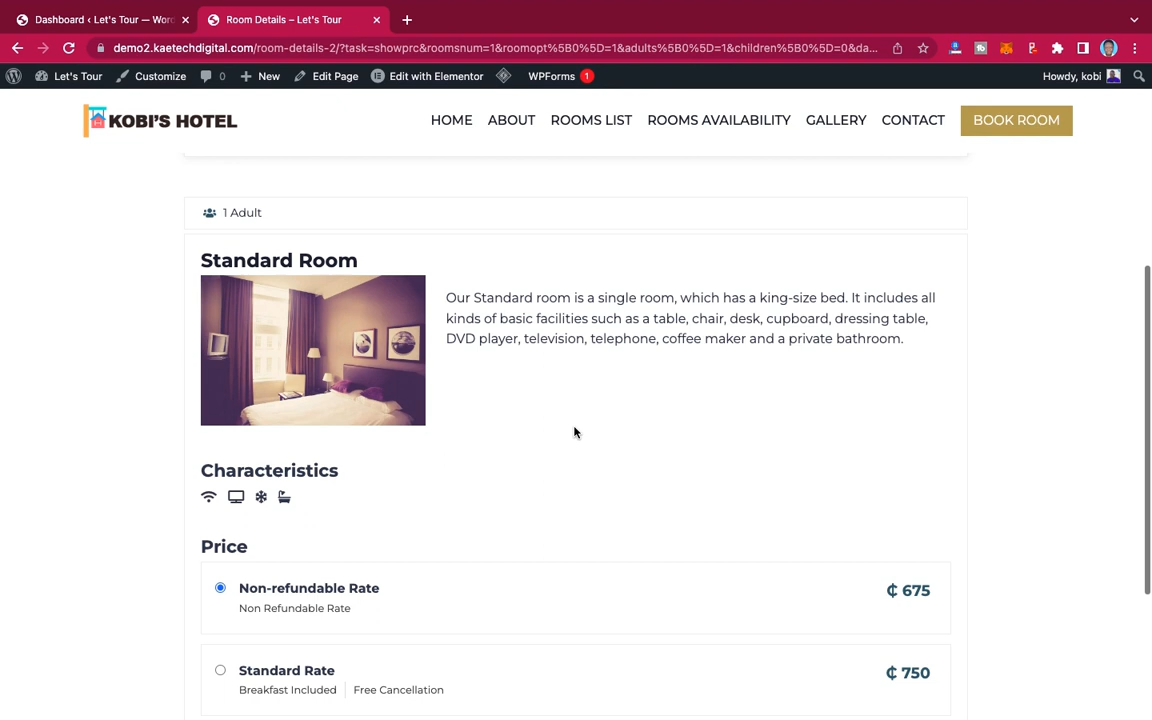 Dashboard ‹ Let's Tour — Wor
Room Details – Let's Tour
demo2.kaetechdigital.com/room-details-2/?task=showprc&roomsnum=1&roomopt%5B0%5D=1&adults%5B0%5D=1&children%5B0%5D=0&da...
Let's Tour
Customize
0
New
Edit Page
Edit with Elementor
WPForms 1
Howdy, kobi
KOBI'S HOTEL
HOME
ABOUT
ROOMS LIST
ROOMS AVAILABILITY
GALLERY
CONTACT
BOOK ROOM
1 Adult
Standard Room
Our Standard room is a single room, which has a king-size bed. It includes all
kinds of basic facilities such as a table, chair, desk, cupboard, dressing table,
DVD player, television, telephone, coffee maker and a private bathroom.
Characteristics
Price
Non-refundable Rate
₵ 675
Non Refundable Rate
Standard Rate
₵ 750
Breakfast Included
Free Cancellation